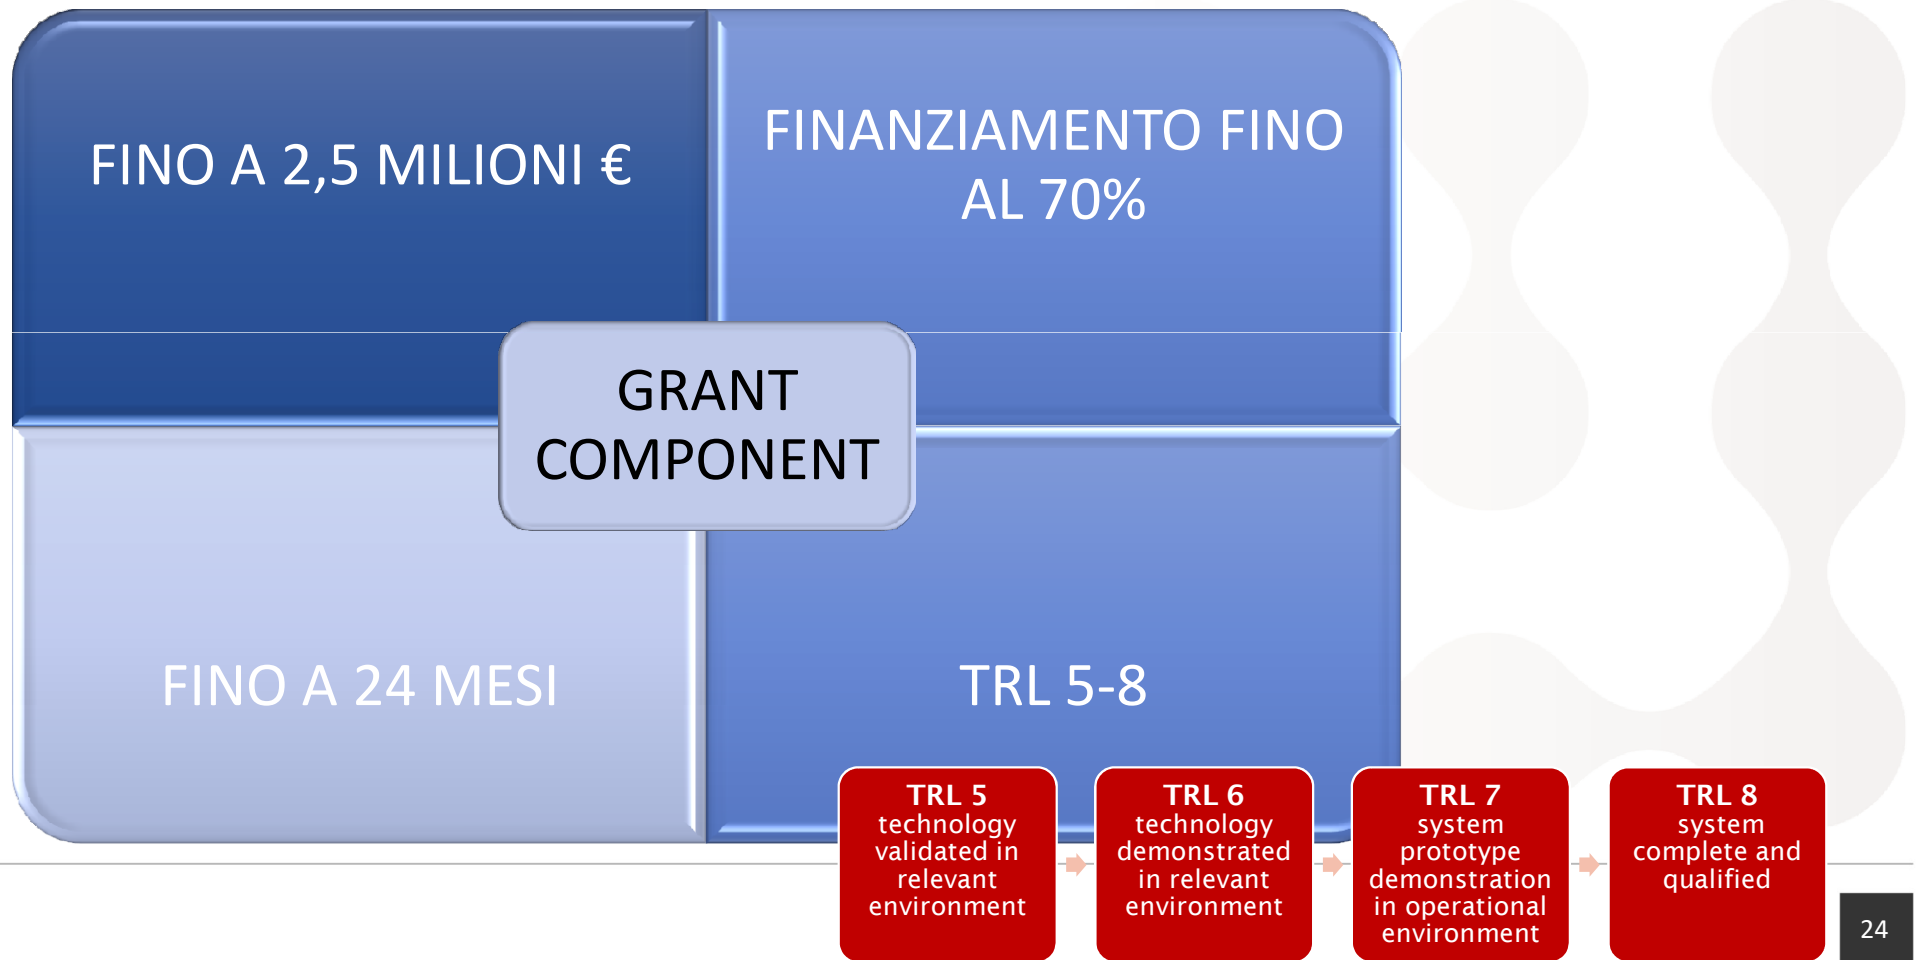 FINO A 2,5 MILIONI €
FINANZIAMENTO FINO
AL 70%
GRANT
COMPONENT
FINO A 24 MESI
TRL 5-8
TRL 5
technology
validated in
relevant
environment
TRL 6
technology
demonstrated
in relevant
environment
TRL 7
system
prototype
demonstration
in operational
environment
TRL 8
system
complete and
qualified
24